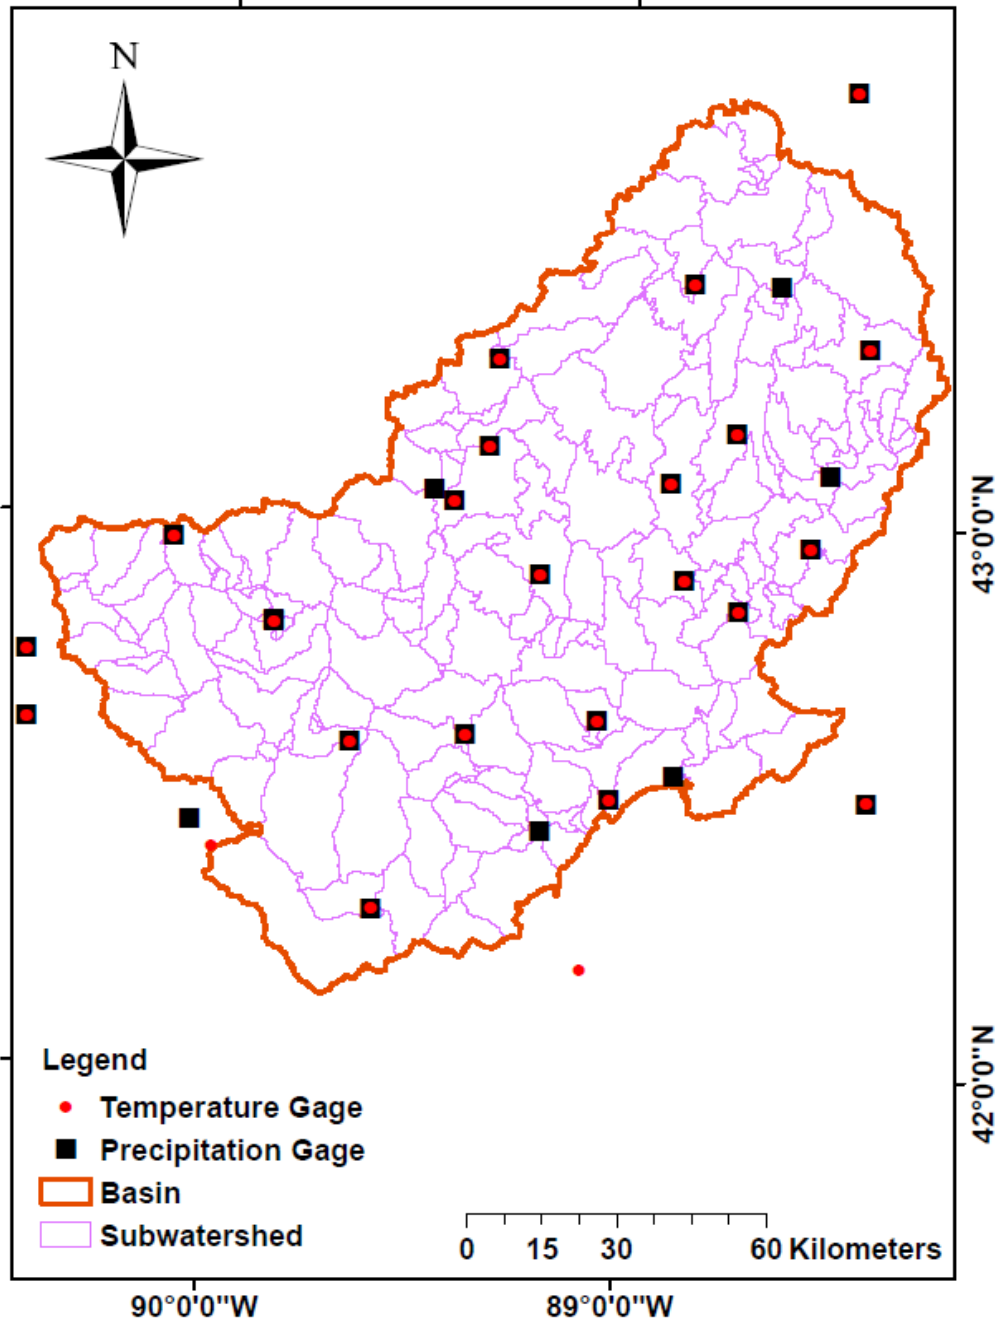 N
43°0'0"N
42°0'0"N
Legend
Temperature Gage
Precipitation Gage
Basin
Subwatershed
0 15 30 60 Kilometers
90°0'0"W 89°0'0"W